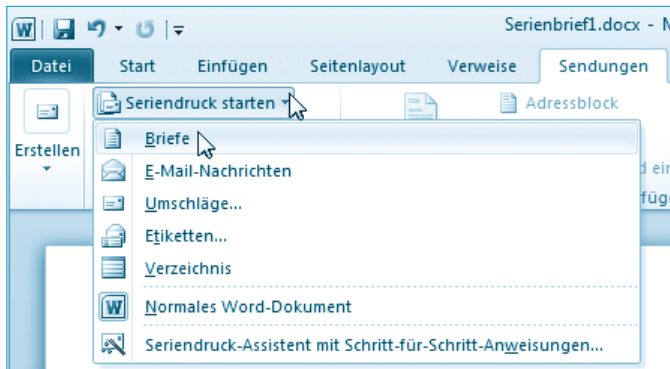 Serienbrief1.docx -
Datei Start Einfügen Seitenlayout Verweise Sendungen
Seriendruck starten Adressblock
Erstellen
Briefe
E-Mail-Nachrichten
Umschläge...
Etiketten...
Verzeichnis
Normales Word-Dokument
Seriendruck-Assistent mit Schritt-für-Schritt-Anweisungen...